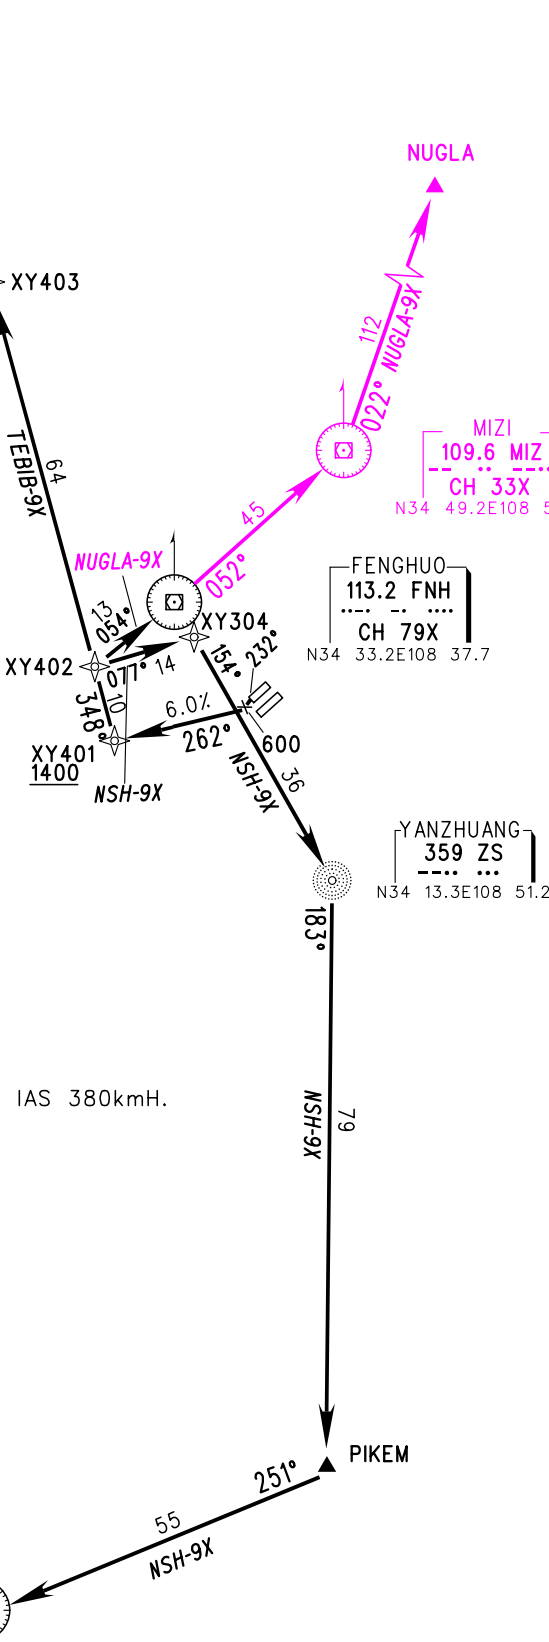 NUGLA
XY403
112
NUGLA-9X
022°
MIZI
109.6 MIZ
CH 33X
N34 49.2E108 5
TEBIB-9X
64
45
052°
NUGLA-9X
FENGHUO
113.2 FNH
CH 79X
N34 33.2E108 37.7
13
054°
XY304
XY402
077°
14
154°
232°
348°
10
6.0%
262°
600
XY401
1400
NSH-9X
NSH-9X
36
YANZHUANG
359 ZS
N34 13.3E108 51.2
183°
IAS 380kmH.
NSH-9X
79
PIKEM
251°
55
NSH-9X